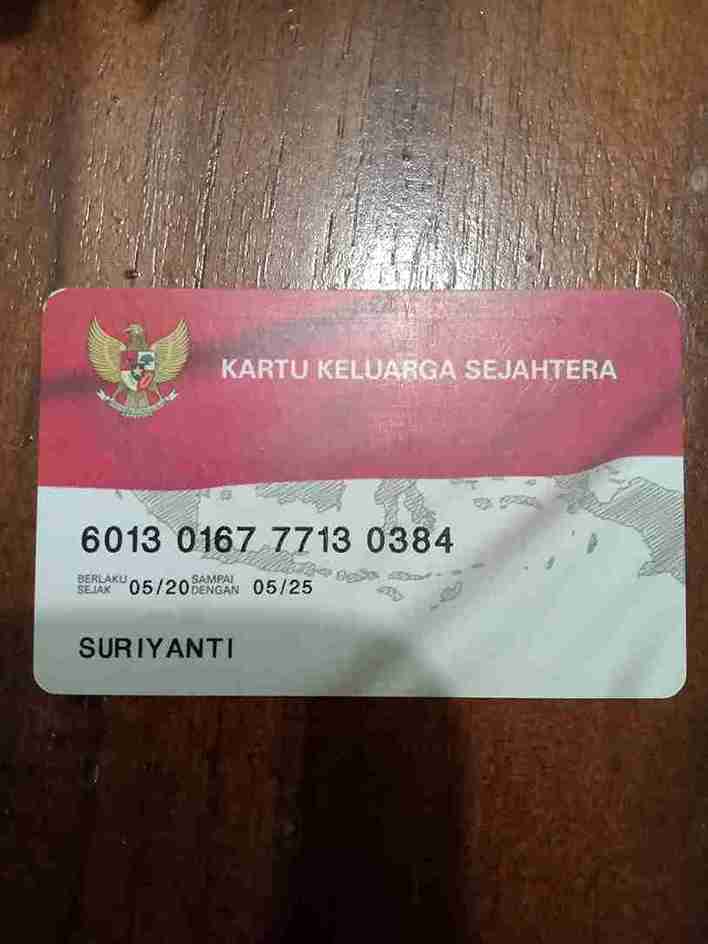 KARTU KELUARGA SEJAHTERA
6013 0167 7713 0384
BERLAKU SEJAK 05/20 SAMPAI DENGAN 05/25
SURIYANTI